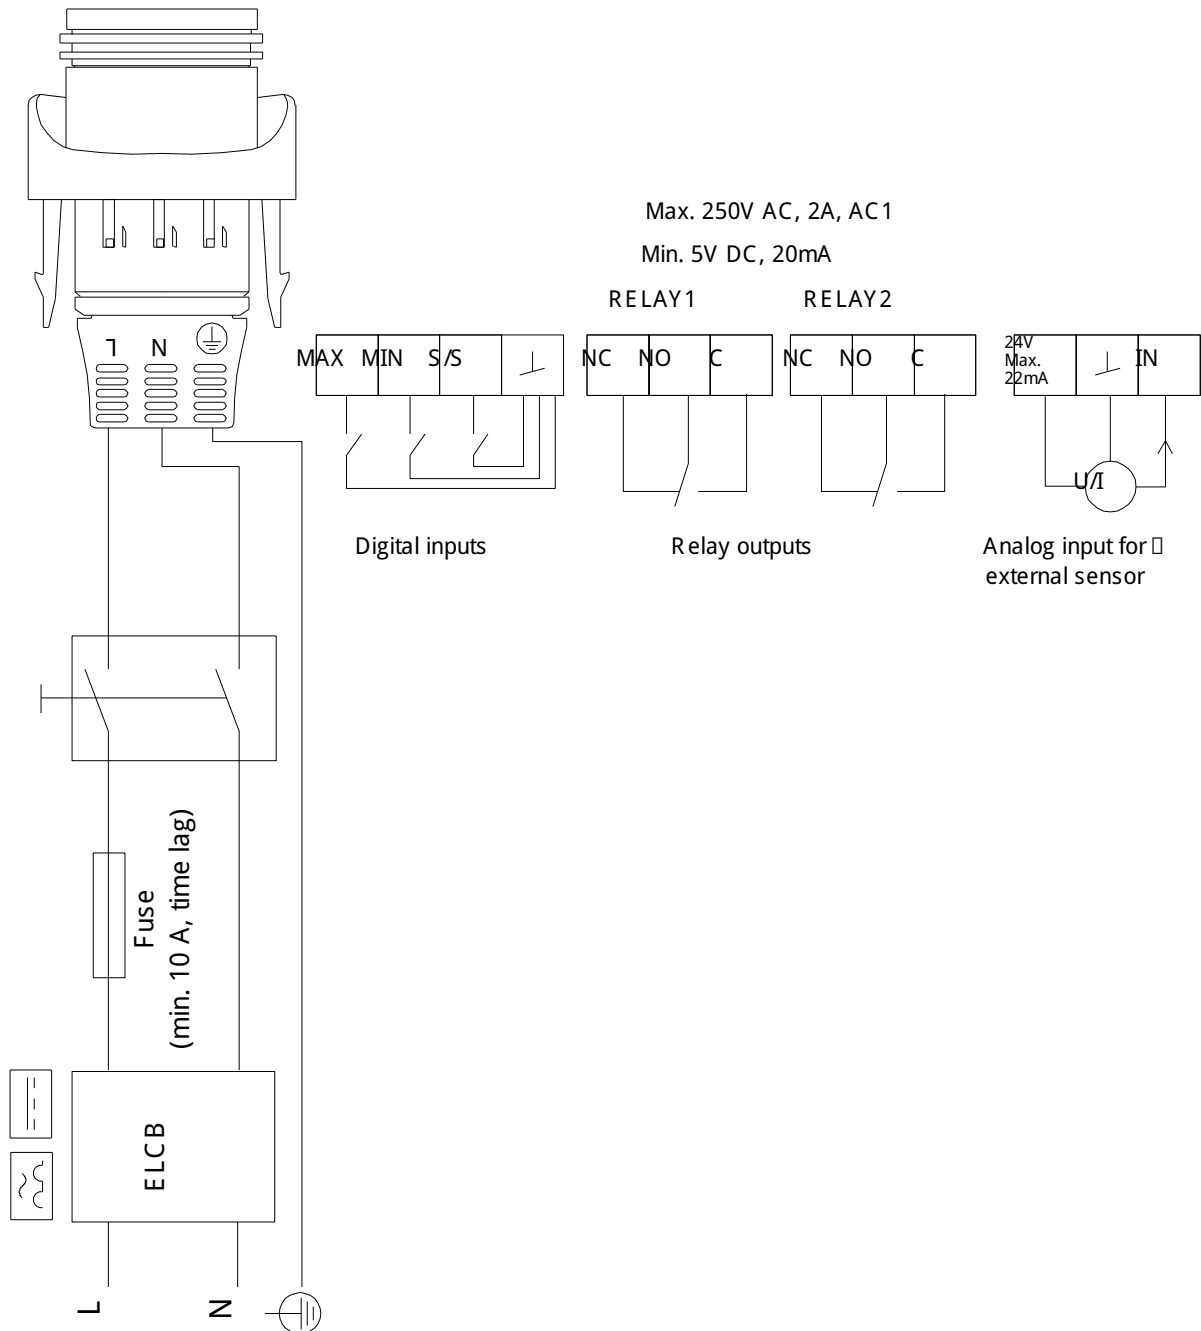 Max. 250V AC, 2A, AC1
Min. 5V DC, 20mA
RELAY1
RELAY2
L
N
MAX MIN S/S
NC NO C
NC NO C
24V
Max.
22mA
IN
U/I
Digital inputs
Relay outputs
Analog input for
external sensor
Fuse
(min. 10 A, time lag)
ELCB
L
N